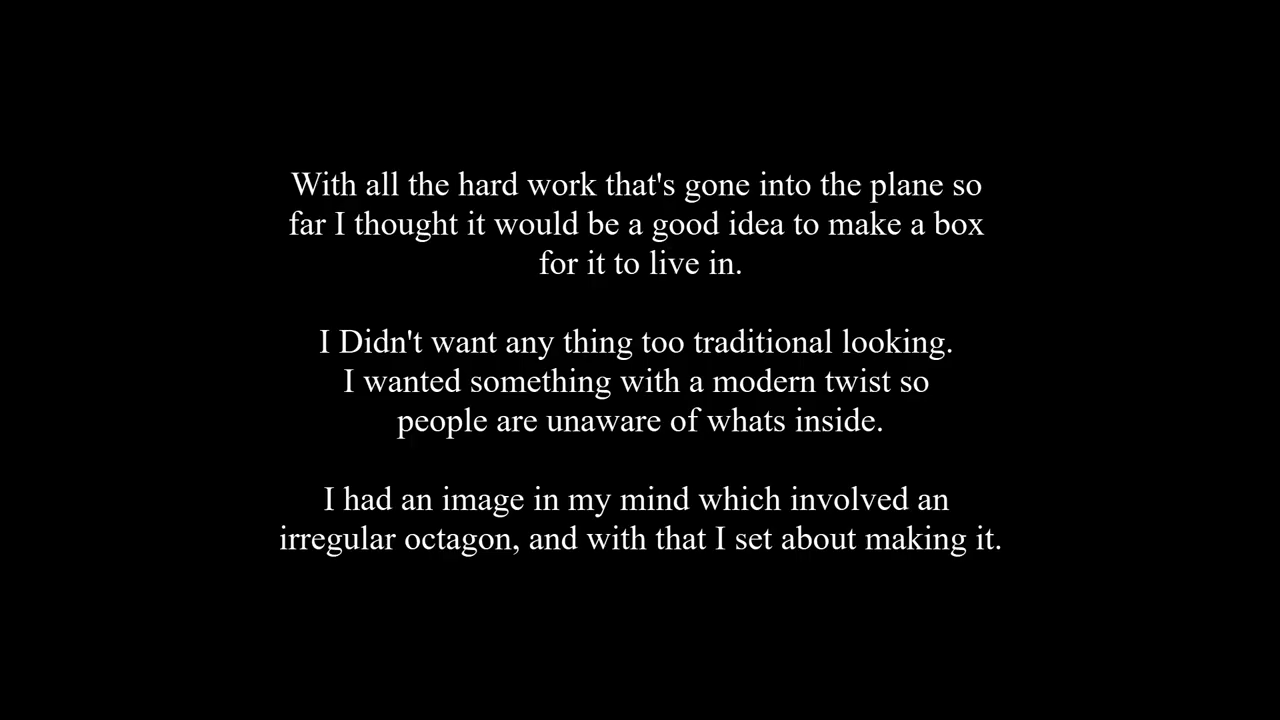 With all the hard work that's gone into the plane so
far I thought it would be a good idea to make a box
for it to live in.
I Didn't want any thing too traditional looking.
I wanted something with a modern twist so
people are unaware of whats inside.
I had an image in my mind which involved an
irregular octagon, and with that I set about making it.